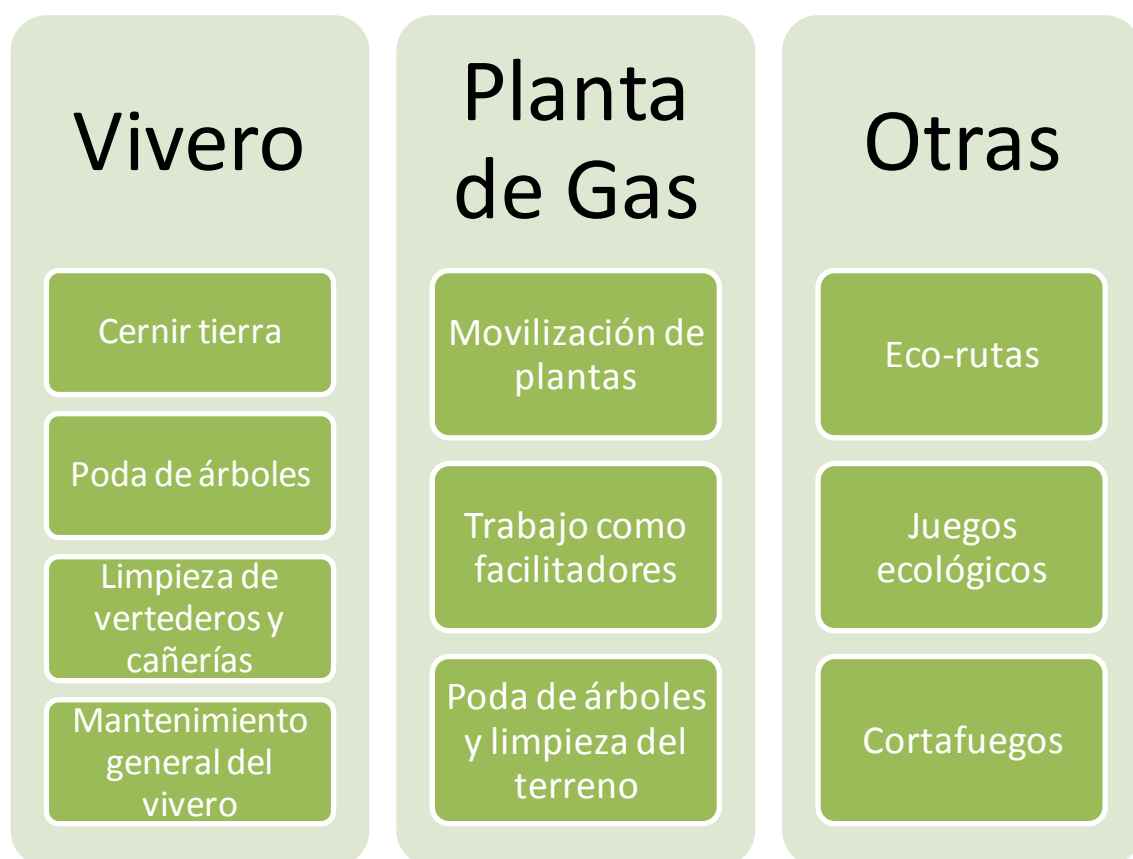 Vivero
Cernir tierra
Poda de árboles
Limpieza de
vertederos y
cañerías
Mantenimiento
general del
vivero
Planta
de Gas
Movilización de
plantas
Trabajo como
facilitadores
Poda de árboles
y limpieza del
terreno
Otras
Eco-rutas
Juegos
ecológicos
Cortafuegos